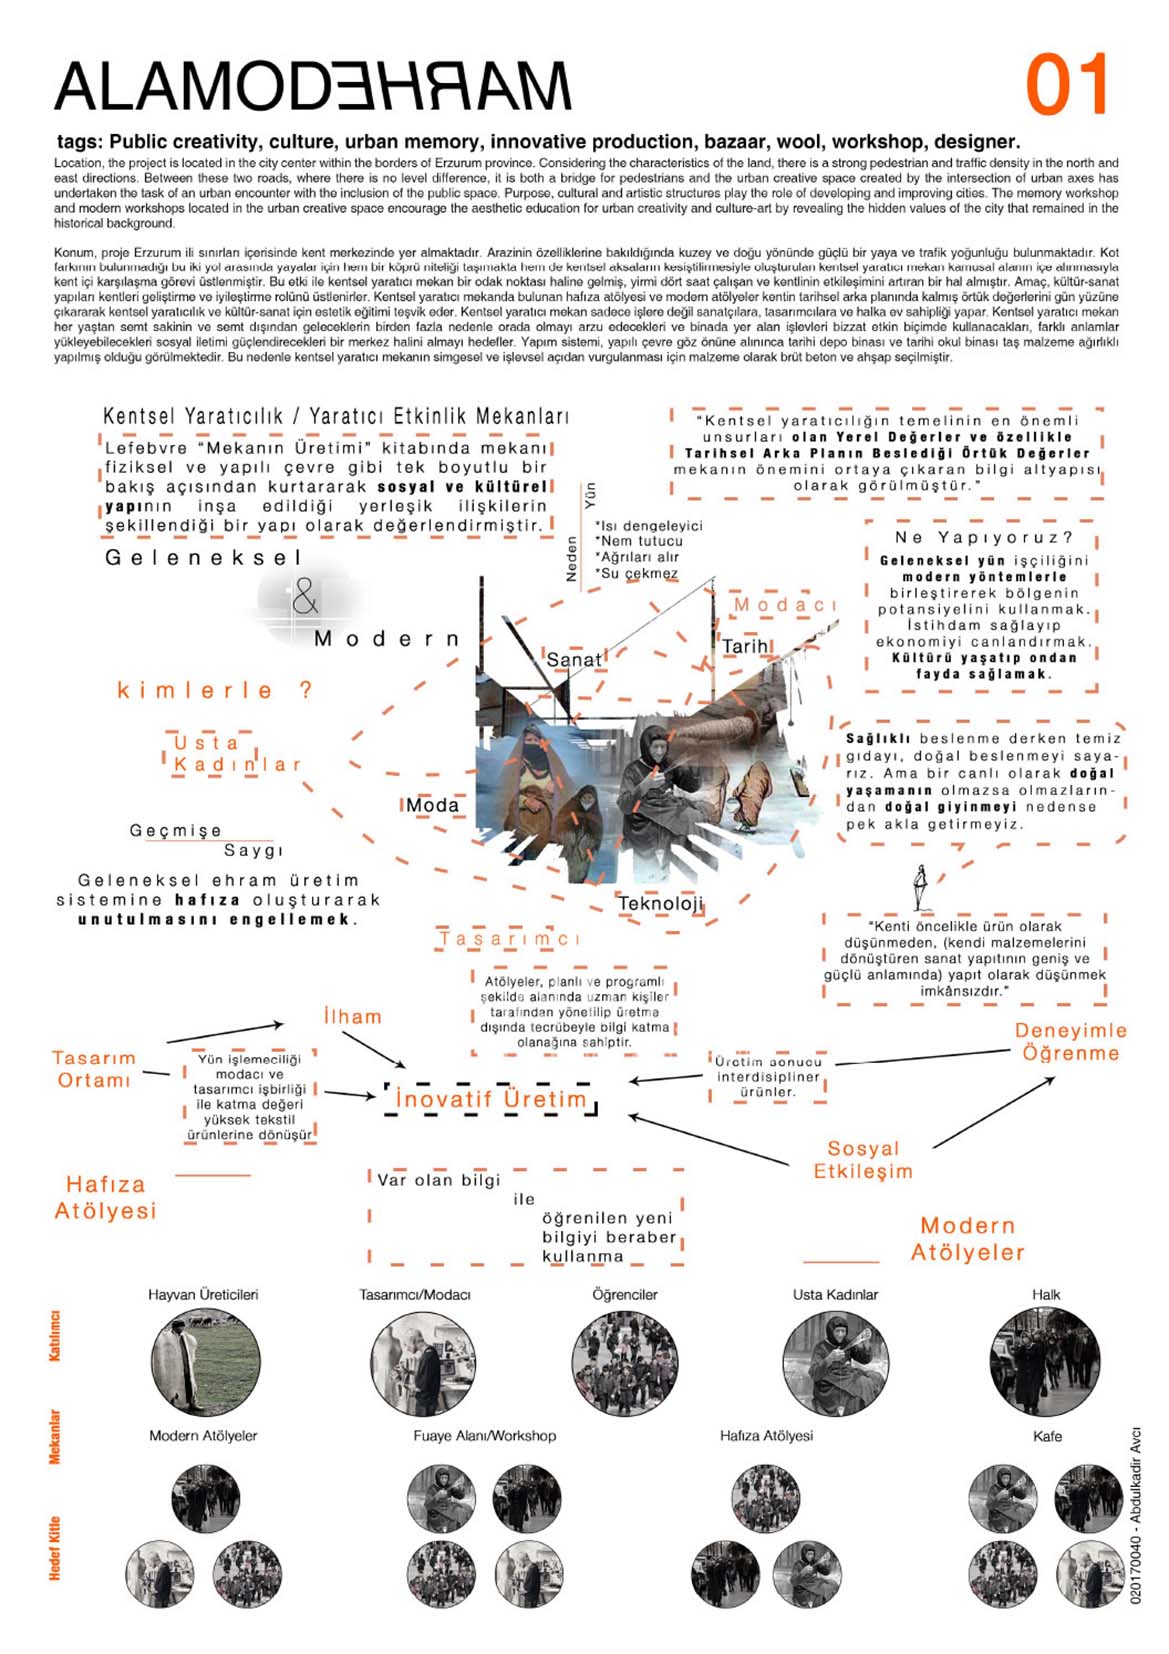 ALAMODEHRAM
01
tags: Public creativity, culture, urban memory, innovative production, bazaar, wool, workshop, designer.
Location, the project is located in the city center within the borders of Erzurum province. Considering the characteristics of the land, there is a strong pedestrian and traffic density in the north and
east directions. Between these two roads, where there is no level difference, it is both a bridge for pedestrians and the urban creative space created by the intersection of urban axes has
undertaken the task of an urban encounter with the inclusion of the public space. Purpose, cultural and artistic structures play the role of developing and improving cities. The memory workshop
and modern workshops located in the urban creative space encourage the aesthetic education for urban creativity and culture-art by revealing the hidden values of the city that remained in the
historical background.
Konum, proje Erzurum ili sınırları içerisinde kent merkezinde yer almaktadır. Arazinin özelliklerine bakıldığında kuzey ve doğu yönünde güçlü bir yaya ve trafik yoğunluğu bulunmaktadır. Kot
farkının bulunmadığı bu iki yol arasında yayalar için hem bir köprü niteliği taşımakta hem de kentsel aksaların kesiştilirmesiyle oluşturulan kentsel yaratıcı mekan kamusal alanın içe alınmasıyla
kent içi karşılaşma görevi üstlenmiştir. Bu etki ile kentsel yaratıcı mekan bir odak noktası haline gelmiş, yirmi dört saat çalışan ve kentlinin etkileşimini artıran bir hal almıştır. Amaç, kültür-sanat
yapıları kentleri geliştirme ve iyileştirme rolünü üstlenirler. Kentsel yaratıcı mekanda bulunan hafıza atölyesi ve modern atölyeler kentin tarihsel arka planında kalmış örtük değerlerini gün yüzüne
çıkararak kentsel yaratıcılık ve kültür-sanat için estetik eğitimi teşvik eder. Kentsel yaratıcı mekan sadece işlere değil sanatçılara, tasarımcılara ve halka ev sahipliği yapar. Kentsel yaratıcı mekan
her yaştan semt sakinin ve semt dışından geleceklerin birden fazla nedenle orada olmayı arzu edecekleri ve binada yer alan işlevleri bizzat etkin biçimde kullanacakları, farklı anlamlar
yükleyebilecekleri sosyal iletimi güçlendirecekleri bir merkez halini almayı hedefler. Yapım sistemi, yapılı çevre göz önüne alınınca tarihi depo binası ve tarihi okul binası taş malzeme ağırlıklı
yapılmış olduğu görülmektedir. Bu nedenle kentsel yaratıcı mekanın simgesel ve işlevsel açıdan vurgulanması için malzeme olarak brüt beton ve ahşap seçilmiştir.
Kentsel Yaratıcılık / Yaratıcı Etkinlik Mekanları
Lefebvre “Mekanın Üretimi” kitabında mekanı
fiziksel ve yapılı çevre gibi tek boyutlu bir
bakış açısından kurtararak sosyal ve kültürel
yapının inşa edildiği yerleşik ilişkilerin
şekillendiği bir yapı olarak değerlendirmiştir.
“Kentsel yaratıcılığın temelinin en önemli
unsurları olan Yerel Değerler ve özellikle
Tarihsel Arka Planın Beslediği Örtük Değerler
mekanın önemini ortaya çıkaran bilgi altyapısı
olarak görülmüştür.”
Neden
Yün
*Isı dengeleyici
*Nem tutucu
*Ağrıları alır
*Su çekmez
Geleneksel
&
Modern
Ne Yapıyoruz?
Geleneksel yün işçiliğini
modern yöntemlerle
birleştirerek bölgenin
potansiyelini kullanmak.
İstihdam sağlayıp
ekonomiyi canlandırmak.
Kültürü yaşatıp ondan
fayda sağlamak.
Modacı
Tarih
Sanat
kimlerle ?
Usta
Kadınlar
Moda
Sağlıklı beslenme derken temiz
gıdayı, doğal beslenmeyi saya-
rız. Ama bir canlı olarak doğal
yaşamanın olmazsa olmazların-
dan doğal giyinmeyi nedense
pek akla getirmeyiz.
Geçmişe
Saygı
Geleneksel ehram üretim
sistemine hafıza oluşturarak
unutulmasını engellemek.
Teknoloji
Tasarımcı
“Kenti öncelikle ürün olarak
düşünmeden, (kendi malzemelerini
dönüştüren sanat yapıtının geniş ve
güçlü anlamında) yapıt olarak düşünmek
imkânsızdır.”
Atölyeler, planlı ve programlı
şekilde alanında uzman kişiler
tarafından yönetilip üretme
dışında tecrübeyle bilgi katma
olanağına sahiptir.
İlham
Tasarım
Ortamı
Yün işlemeciliği
modacı ve
tasarımcı işbirliği
ile katma değeri
yüksek tekstil
ürünlerine dönüşür
İnovatif Üretim
Üretim sonucu
interdisipliner
ürünler.
Deneyimle
Öğrenme
Sosyal
Etkileşim
Hafıza
Atölyesi
Var olan bilgi
ile
öğrenilen yeni
bilgiyi beraber
kullanma
Modern
Atölyeler
Katılımcı
Hayvan Üreticileri
Tasarımcı/Modacı
Öğrenciler
Usta Kadınlar
Halk
Mekanlar
Modern Atölyeler
Fuaye Alanı/Workshop
Hafıza Atölyesi
Kafe
Hedef Kitle
020170040 - Abdulkadir Avcı